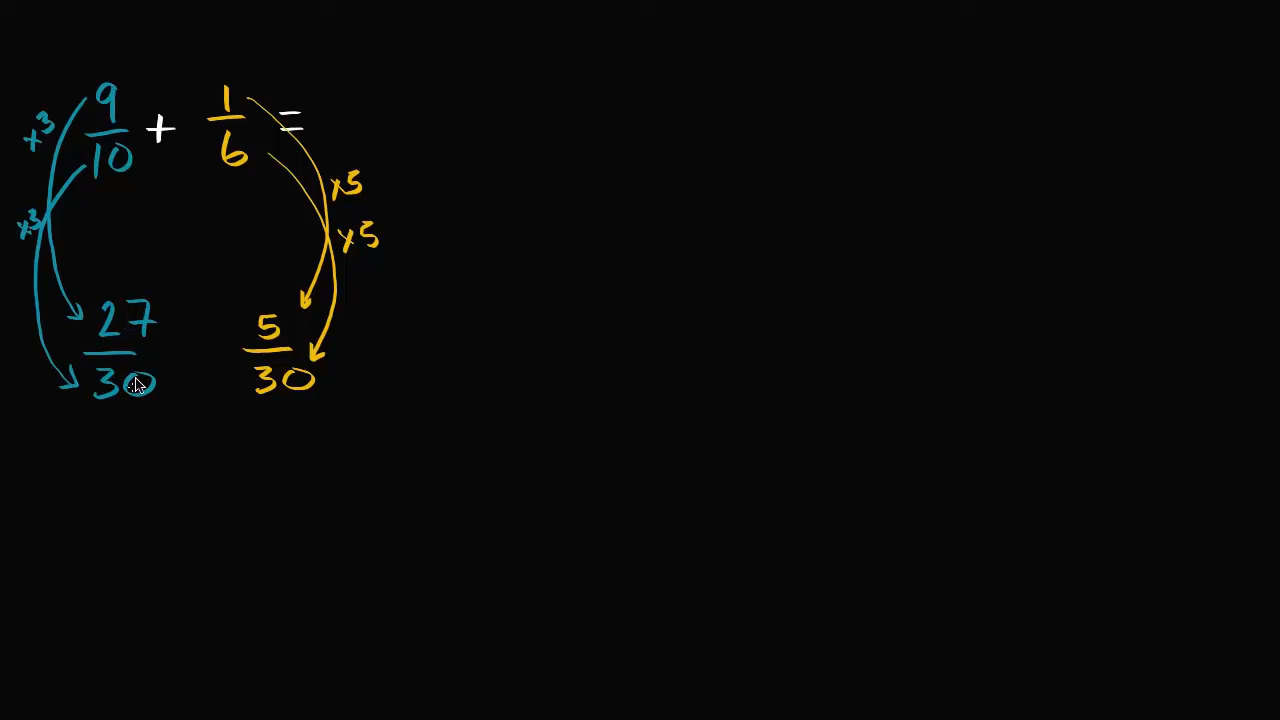 9/10 + 1/6 =
x3
x5
x3
x5
27/30 5/30